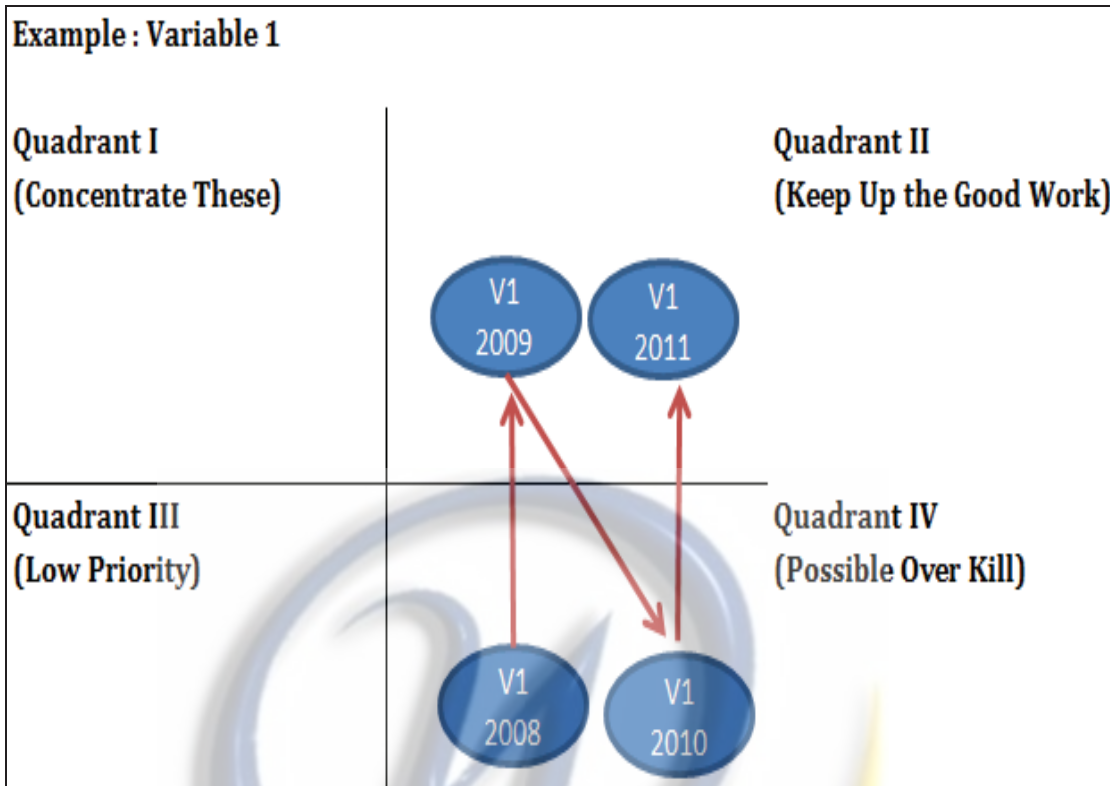 Example : Variable 1
Quadrant I
(Concentrate These)
Quadrant II
(Keep Up the Good Work)
V1
2009
V1
2011
Quadrant III
(Low Priority)
Quadrant IV
(Possible Over Kill)
V1
2008
V1
2010